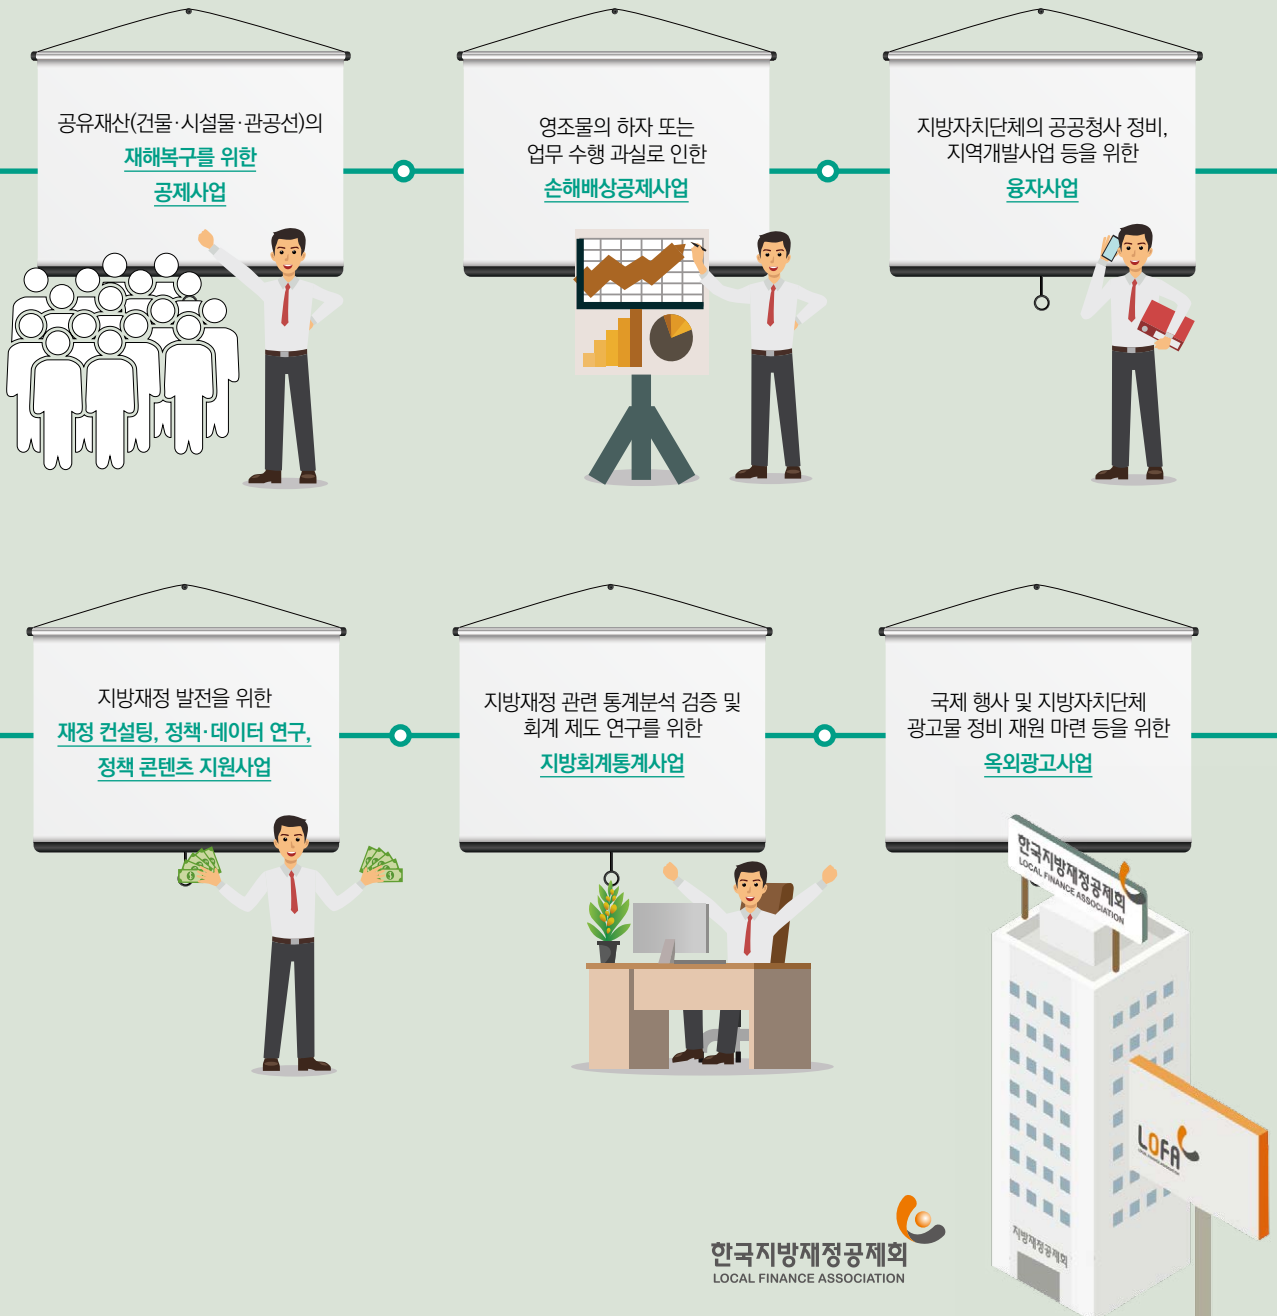 공유재산(건물·시설물·관공선)의
재해복구를 위한
공제사업
영조물의 하자 또는
업무 수행 과실로 인한
손해배상공제사업
지방자치단체의 공공청사 정비,
지역개발사업 등을 위한
융자사업
지방재정 발전을 위한
재정 컨설팅, 정책·데이터 연구,
정책 콘텐츠 지원사업
지방재정 관련 통계분석 검증 및
회계 제도 연구를 위한
지방회계통계사업
국제 행사 및 지방자치단체
광고물 정비 재원 마련 등을 위한
옥외광고사업
한국지방재정공제회
LOCAL FINANCE ASSOCIATION
LOFA
지방재정공제회
한국지방재정공제회
LOCAL FINANCE ASSOCIATION